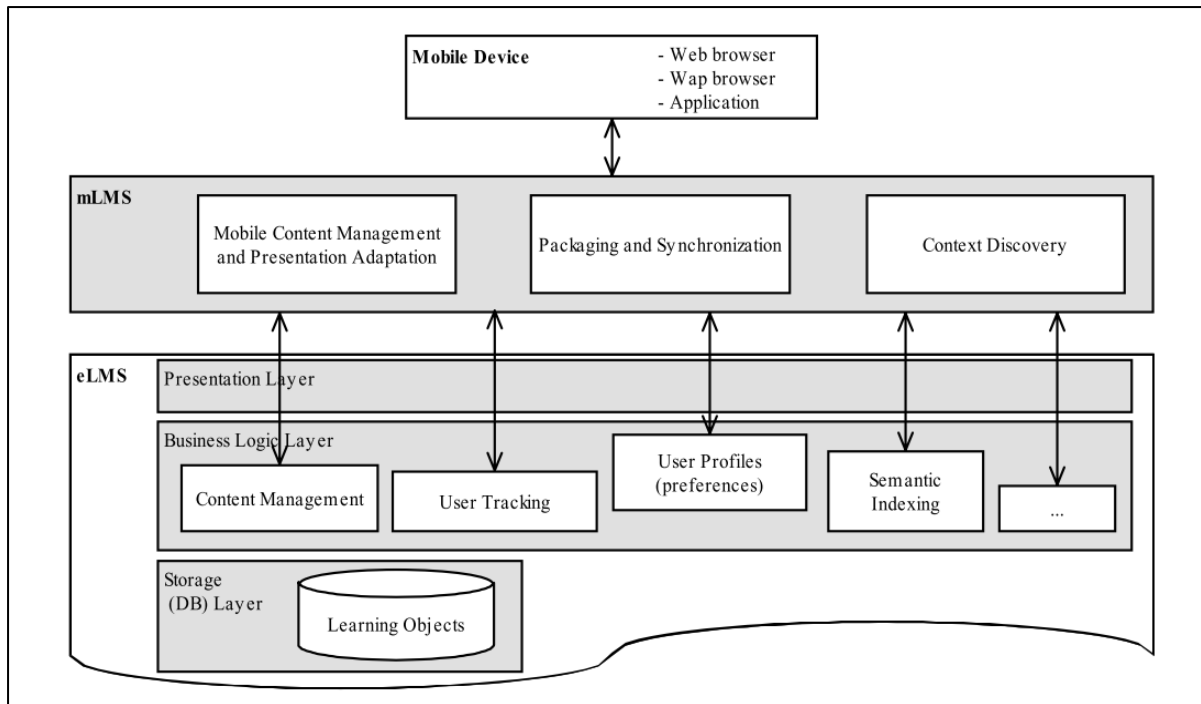 Mobile Device
- Web browser
- Wap browser
- Application
mLMS
Mobile Content Management
and Presentation Adaptation
Packaging and Synchronization
Context Discovery
eLMS
Presentation Layer
Business Logic Layer
Content Management
User Tracking
User Profiles
(preferences)
Semantic
Indexing
...
Storage
(DB) Layer
Learning Objects